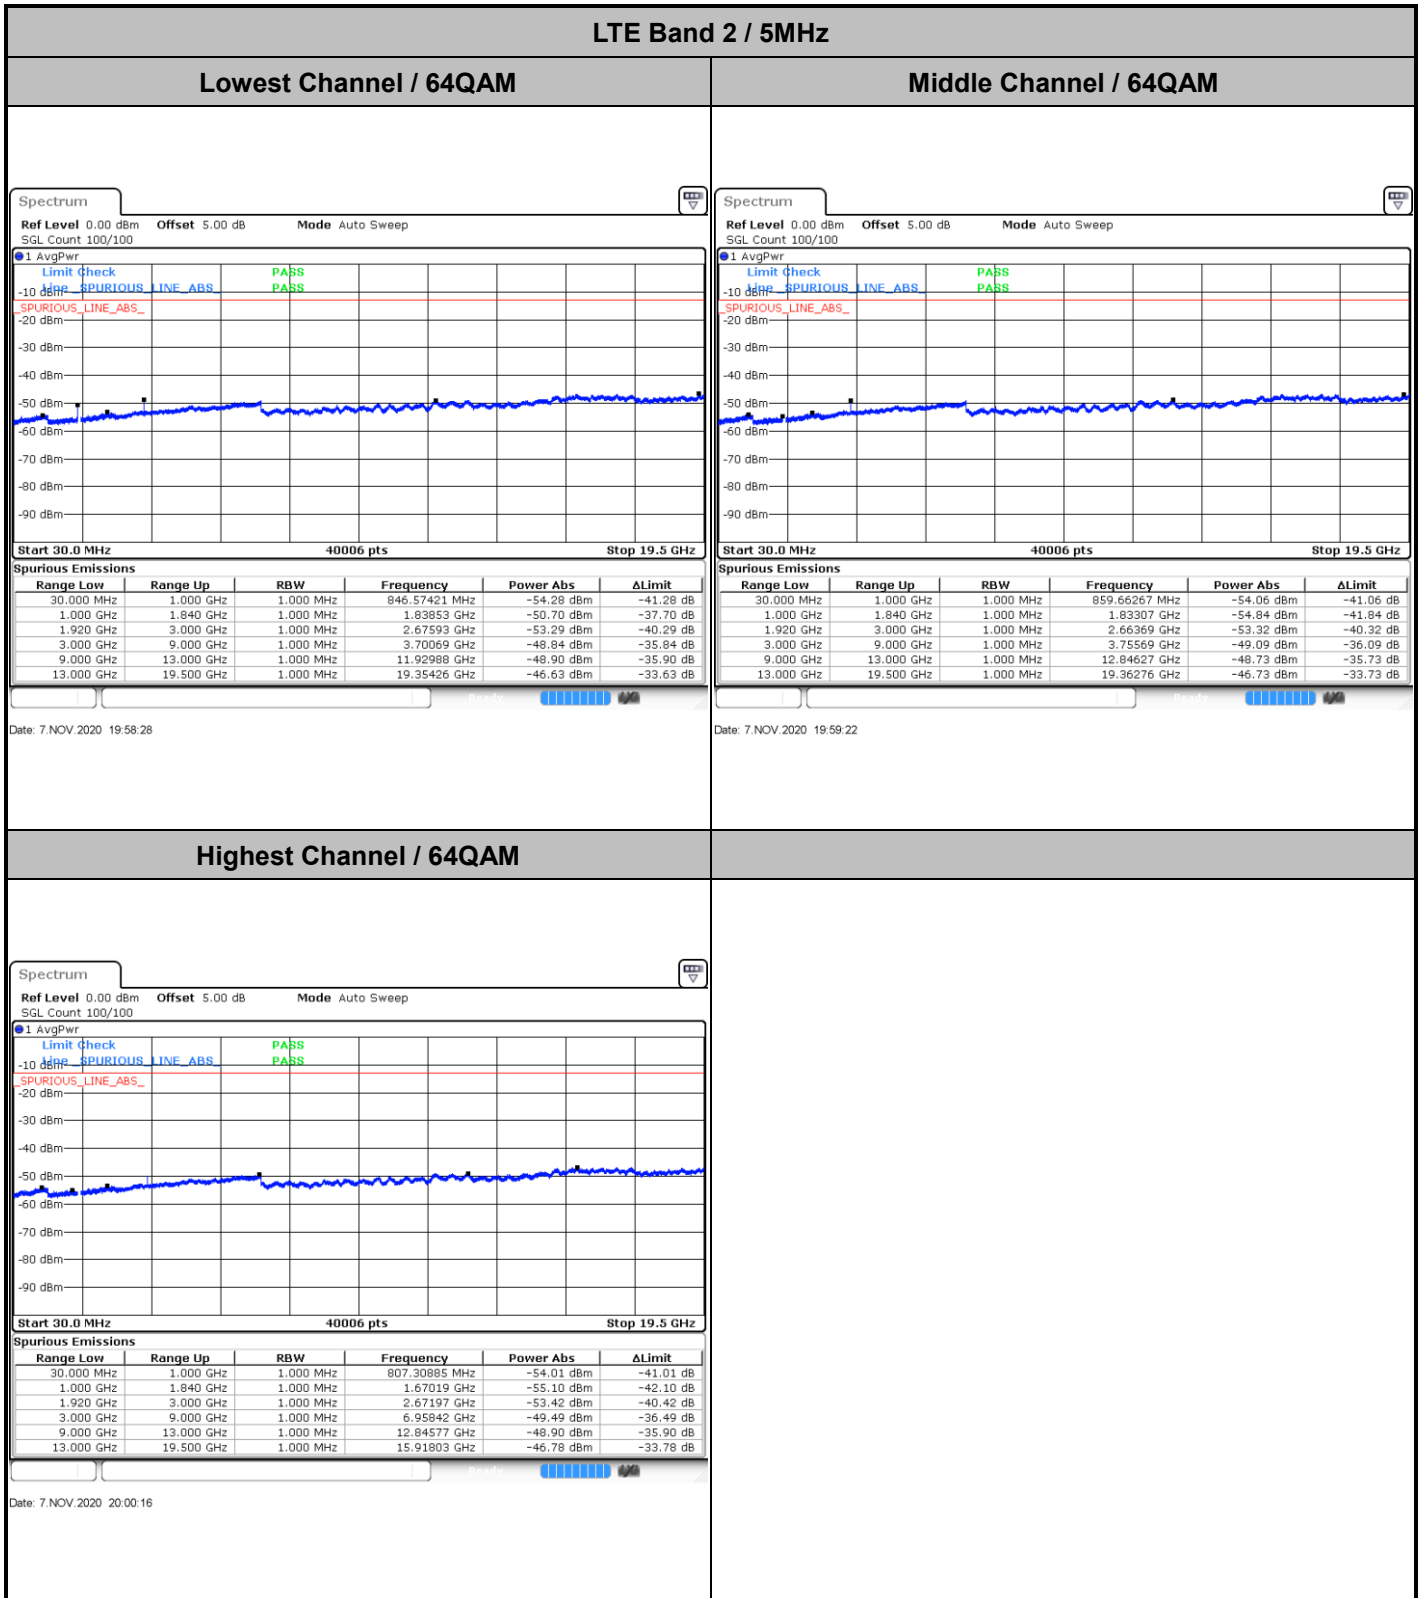 LTE Band 2 / 5MHz
Lowest Channel / 64QAM
Middle Channel / 64QAM
Spectrum
Ref Level 0.00 dBm Offset 5.00 dB Mode Auto Sweep
SGL Count 100/100
1 AvgPwr
Limit Check PASS
Line _SPURIOUS_LINE_ABS_ PASS
-10 dBm
_SPURIOUS_LINE_ABS_
-20 dBm
-30 dBm
-40 dBm
-50 dBm
-60 dBm
-70 dBm
-80 dBm
-90 dBm
Start 30.0 MHz 40006 pts Stop 19.5 GHz
Spurious Emissions
Range Low Range Up RBW Frequency Power Abs ΔLimit
30.000 MHz 1.000 GHz 1.000 MHz 846.57421 MHz -54.28 dBm -41.28 dB
1.000 GHz 1.840 GHz 1.000 MHz 1.83853 GHz -50.70 dBm -37.70 dB
1.920 GHz 3.000 GHz 1.000 MHz 2.67593 GHz -53.29 dBm -40.29 dB
3.000 GHz 9.000 GHz 1.000 MHz 3.70069 GHz -48.84 dBm -35.84 dB
9.000 GHz 13.000 GHz 1.000 MHz 11.92988 GHz -48.90 dBm -35.90 dB
13.000 GHz 19.500 GHz 1.000 MHz 19.35426 GHz -46.63 dBm -33.63 dB
Date: 7.NOV.2020 19:58:28
Spectrum
Ref Level 0.00 dBm Offset 5.00 dB Mode Auto Sweep
SGL Count 100/100
1 AvgPwr
Limit Check PASS
Line _SPURIOUS_LINE_ABS_ PASS
-10 dBm
_SPURIOUS_LINE_ABS_
-20 dBm
-30 dBm
-40 dBm
-50 dBm
-60 dBm
-70 dBm
-80 dBm
-90 dBm
Start 30.0 MHz 40006 pts Stop 19.5 GHz
Spurious Emissions
Range Low Range Up RBW Frequency Power Abs ΔLimit
30.000 MHz 1.000 GHz 1.000 MHz 859.66267 MHz -54.06 dBm -41.06 dB
1.000 GHz 1.840 GHz 1.000 MHz 1.83307 GHz -54.84 dBm -41.84 dB
1.920 GHz 3.000 GHz 1.000 MHz 2.66369 GHz -53.32 dBm -40.32 dB
3.000 GHz 9.000 GHz 1.000 MHz 3.75569 GHz -49.09 dBm -36.09 dB
9.000 GHz 13.000 GHz 1.000 MHz 12.84627 GHz -48.73 dBm -35.73 dB
13.000 GHz 19.500 GHz 1.000 MHz 19.36276 GHz -46.73 dBm -33.73 dB
Date: 7.NOV.2020 19:59:22
Highest Channel / 64QAM
Spectrum
Ref Level 0.00 dBm Offset 5.00 dB Mode Auto Sweep
SGL Count 100/100
1 AvgPwr
Limit Check PASS
Line _SPURIOUS_LINE_ABS_ PASS
-10 dBm
_SPURIOUS_LINE_ABS_
-20 dBm
-30 dBm
-40 dBm
-50 dBm
-60 dBm
-70 dBm
-80 dBm
-90 dBm
Start 30.0 MHz 40006 pts Stop 19.5 GHz
Spurious Emissions
Range Low Range Up RBW Frequency Power Abs ΔLimit
30.000 MHz 1.000 GHz 1.000 MHz 807.30885 MHz -54.01 dBm -41.01 dB
1.000 GHz 1.840 GHz 1.000 MHz 1.67019 GHz -55.10 dBm -42.10 dB
1.920 GHz 3.000 GHz 1.000 MHz 2.67197 GHz -53.42 dBm -40.42 dB
3.000 GHz 9.000 GHz 1.000 MHz 6.95842 GHz -49.49 dBm -36.49 dB
9.000 GHz 13.000 GHz 1.000 MHz 12.84577 GHz -48.90 dBm -35.90 dB
13.000 GHz 19.500 GHz 1.000 MHz 15.91803 GHz -46.78 dBm -33.78 dB
Date: 7.NOV.2020 20:00:16